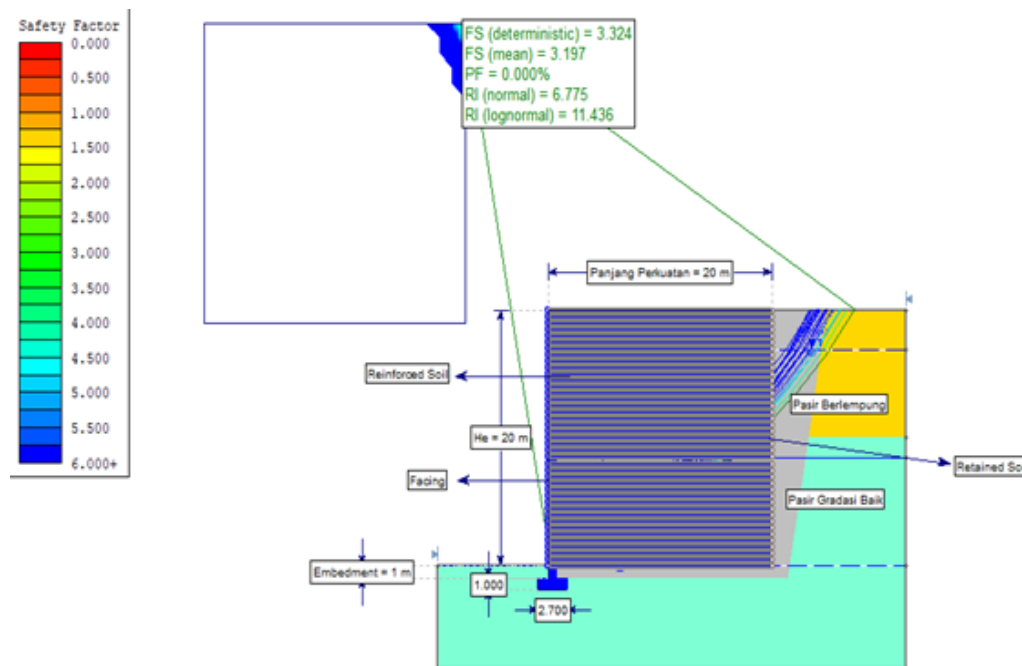 Safety Factor
0.000
0.500
1.000
1.500
2.000
2.500
3.000
3.500
4.000
4.500
5.000
5.500
6.000+
FS (deterministic) = 3.324
FS (mean) = 3.197
PF = 0.000%
RI (normal) = 6.775
RI (lognormal) = 11.436
Panjang Perkuatan = 20 m
Reinforced Soil
Pasir Berlempung
He = 20 m
Retained So
Facing
Pasir Gradasi Baik
Embedment = 1 m
1.000
2.700